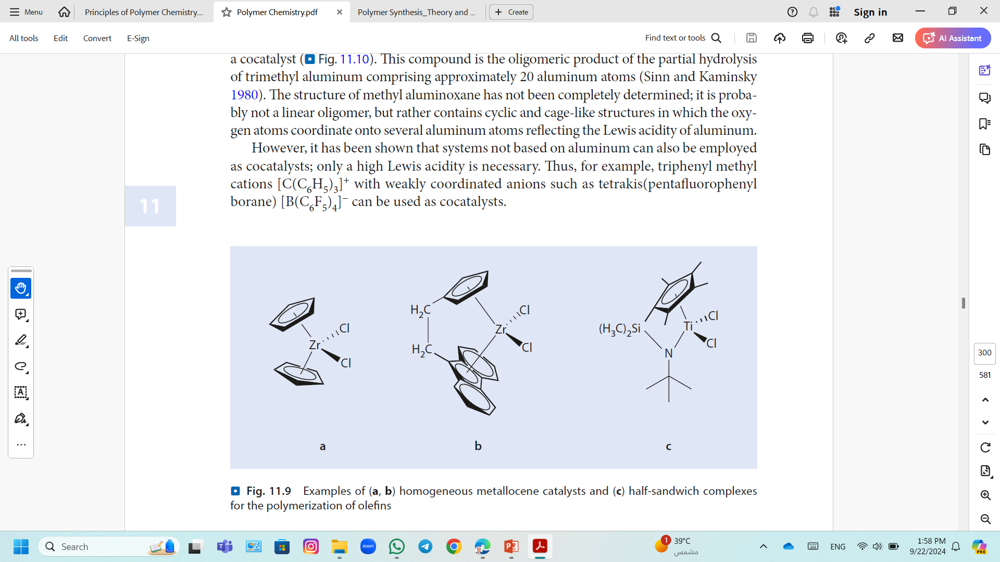 Menu
Principles of Polymer Chemistry....
Polymer Chemistry.pdf
Polymer Synthesis_Theory and ...
Create
Sign in
All tools
Edit
Convert
E-Sign
Find text or tools
AI Assistant
a cocatalyst (Fig. 11.10). This compound is the oligomeric product of the partial hydrolysis
of trimethyl aluminum comprising approximately 20 aluminum atoms (Sinn and Kaminsky
1980). The structure of methyl aluminoxane has not been completely determined; it is proba-
bly not a linear oligomer, but rather contains cyclic and cage-like structures in which the oxy-
gen atoms coordinate onto several aluminum atoms reflecting the Lewis acidity of aluminum.
However, it has been shown that systems not based on aluminum can also be employed
as cocatalysts; only a high Lewis acidity is necessary. Thus, for example, triphenyl methyl
cations [C(C₆H₅)₃]⁺ with weakly coordinated anions such as tetrakis(pentafluorophenyl
borane) [B(C₆F₅)₄]⁻ can be used as cocatalysts.
11
Zr
Cl
Cl
H₂C
H₂C
Zr
Cl
Cl
(H₃C)₂Si
Ti
Cl
Cl
N
a
b
c
Fig. 11.9 Examples of (a, b) homogeneous metallocene catalysts and (c) half-sandwich complexes
for the polymerization of olefins
300
581
Search
zoom
1
39°C
مشمس
ENG
1:58 PM
9/22/2024
PRE